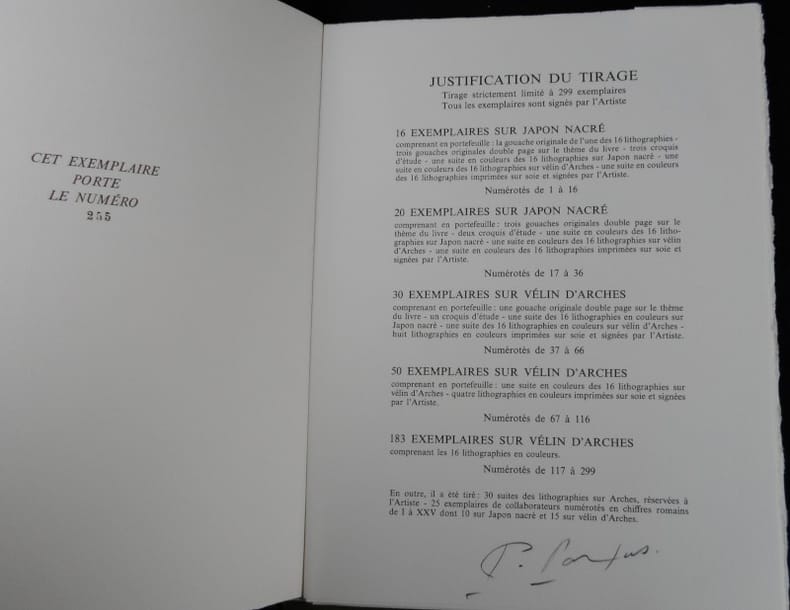 CET EXEMPLAIRE
PORTE
LE NUMÉRO
255
JUSTIFICATION DU TIRAGE
Tirage strictement limité à 299 exemplaires
Tous les exemplaires sont signés par l'Artiste
16 EXEMPLAIRES SUR JAPON NACRÉ
comprenant en portefeuille : la gouache originale de l'une des 16 lithographies -
trois gouaches originales double page sur le thème du livre - trois croquis
d'étude - une suite en couleurs des 16 lithographies sur Japon nacré - une
suite en couleurs des 16 lithographies sur vélin d'Arches - une suite en couleurs
des 16 lithographies imprimées sur soie et signées par l'Artiste.
Numérotés de 1 à 16
20 EXEMPLAIRES SUR JAPON NACRÉ
comprenant en portefeuille : trois gouaches originales double page sur le
thème du livre - deux croquis d'étude - une suite en couleurs des 16 litho-
graphies sur Japon nacré - une suite en couleurs des 16 lithographies sur vélin
d'Arches - une suite en couleurs des 16 lithographies imprimées sur soie et
signées par l'Artiste.
Numérotés de 17 à 36
30 EXEMPLAIRES SUR VÉLIN D'ARCHES
comprenant en portefeuille : une gouache originale double page sur le thème
du livre - un croquis d'étude - une suite des 16 lithographies en couleurs sur
Japon nacré - une suite des 16 lithographies en couleurs sur vélin d'Arches -
huit lithographies en couleurs imprimées sur soie et signées par l'Artiste.
Numérotés de 37 à 66
50 EXEMPLAIRES SUR VÉLIN D'ARCHES
comprenant en portefeuille : une suite en couleurs des 16 lithographies sur
vélin d'Arches - quatre lithographies en couleurs imprimées sur soie et signées
par l'Artiste.
Numérotés de 67 à 116
183 EXEMPLAIRES SUR VÉLIN D'ARCHES
comprenant les 16 lithographies en couleurs.
Numérotés de 117 à 299
En outre, il a été tiré : 30 suites des lithographies sur Arches, réservées à
l'Artiste - 25 exemplaires de collaborateurs numérotés en chiffres romains
de I à XXV dont 10 sur Japon nacré et 15 sur vélin d'Arches.